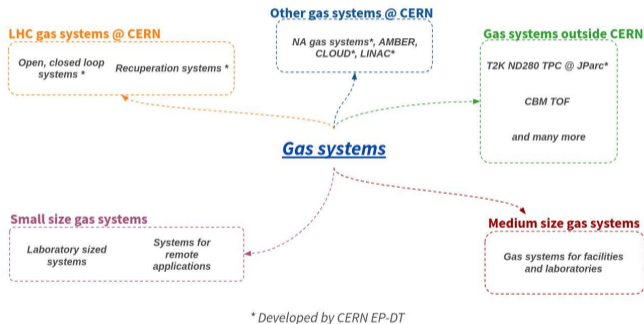 LHC gas systems @ CERN
Open, closed loop
systems *
Recuperation systems *
Other gas systems @ CERN
NA gas systems*, AMBER,
CLOUD*, LINAC*
Gas systems outside CERN
T2K ND280 TPC @ JParc*
CBM TOF
and many more
Gas systems
Small size gas systems
Laboratory sized
systems
Systems for
remote
applications
Medium size gas systems
Gas systems for facilities
and laboratories
* Developed by CERN EP-DT